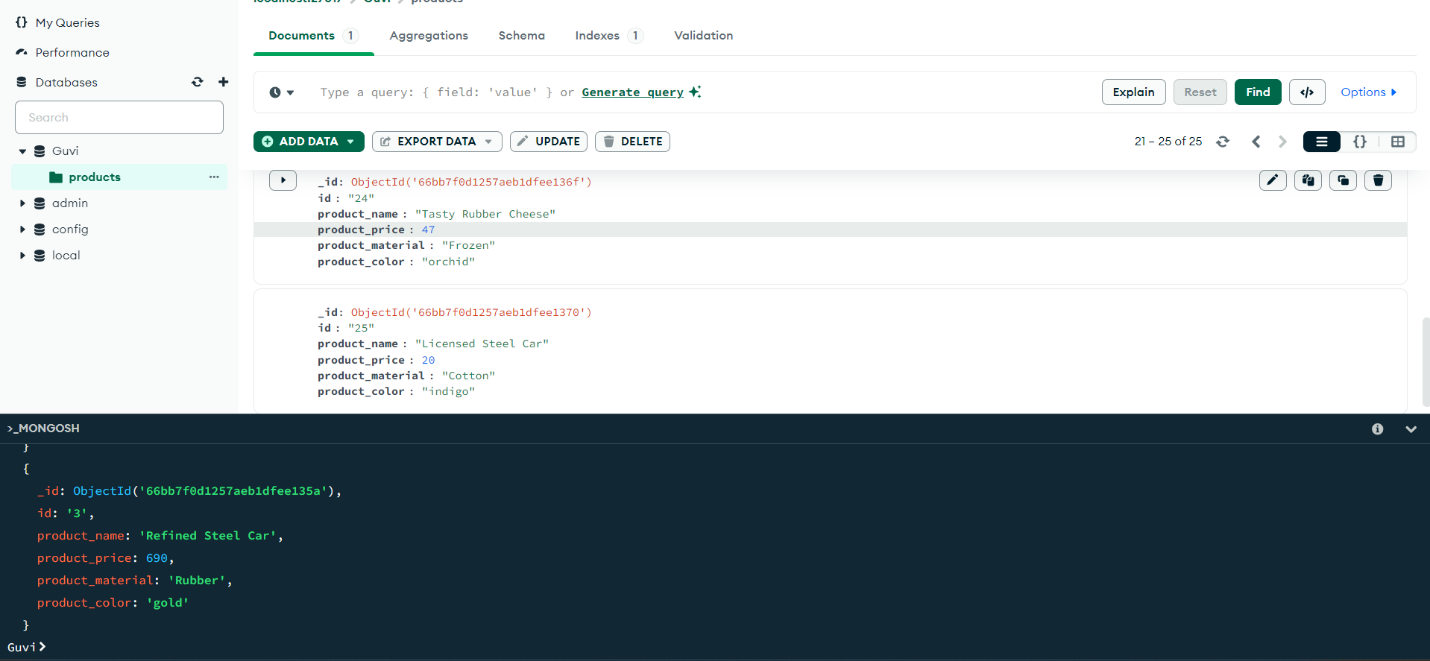 localhost:27017 > Guvi > products
{} My Queries
Performance
Databases
Search
Guvi
products
admin
config
local
Documents 1 Aggregations Schema Indexes 1 Validation
Type a query: { field: 'value' } or Generate query
Explain Reset Find </> Options
ADD DATA EXPORT DATA UPDATE DELETE 21 – 25 of 25 {}
_id: ObjectId('66bb7f0d1257aeb1dfee136f')
id : "24"
product_name : "Tasty Rubber Cheese"
product_price : 47
product_material : "Frozen"
product_color : "orchid"
_id: ObjectId('66bb7f0d1257aeb1dfee1370')
id : "25"
product_name : "Licensed Steel Car"
product_price : 20
product_material : "Cotton"
product_color : "indigo"
>_MONGOSH
}
{
_id: ObjectId('66bb7f0d1257aeb1dfee135a'),
id: '3',
product_name: 'Refined Steel Car',
product_price: 690,
product_material: 'Rubber',
product_color: 'gold'
}
Guvi>